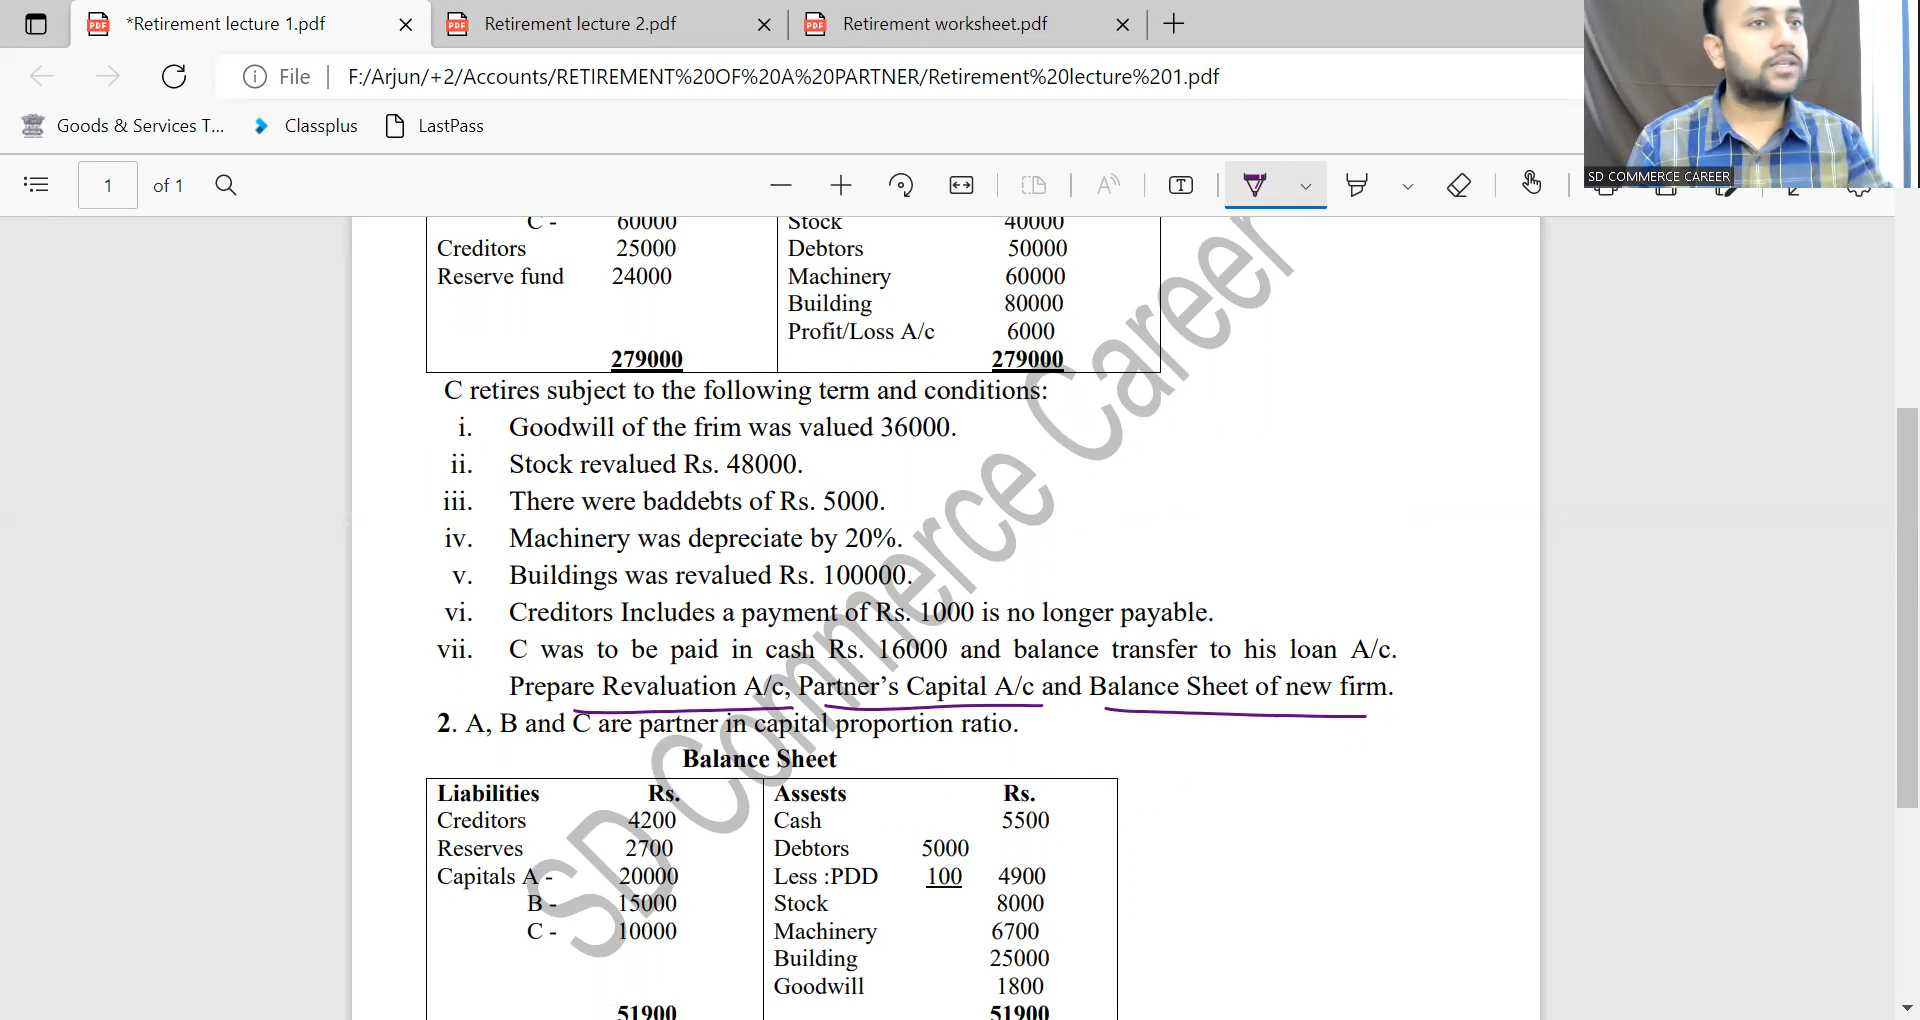 *Retirement lecture 1.pdf
Retirement lecture 2.pdf
Retirement worksheet.pdf
File
F:/Arjun/+2/Accounts/RETIREMENT%20OF%20A%20PARTNER/Retirement%20lecture%201.pdf
Goods & Services T...
Classplus
LastPass
1 of 1
SD COMMERCE CAREER
C - 60000 Stock 40000
Creditors 25000 Debtors 50000
Reserve fund 24000 Machinery 60000
Building 80000
Profit/Loss A/c 6000
279000 279000
C retires subject to the following term and conditions:
i. Goodwill of the frim was valued 36000.
ii. Stock revalued Rs. 48000.
iii. There were baddebts of Rs. 5000.
iv. Machinery was depreciate by 20%.
v. Buildings was revalued Rs. 100000.
vi. Creditors Includes a payment of Rs. 1000 is no longer payable.
vii. C was to be paid in cash Rs. 16000 and balance transfer to his loan A/c.
Prepare Revaluation A/c, Partner’s Capital A/c and Balance Sheet of new firm.
2. A, B and C are partner in capital proportion ratio.
Balance Sheet
Liabilities Rs. Assests Rs.
Creditors 4200 Cash 5500
Reserves 2700 Debtors 5000
Capitals A - 20000 Less :PDD 100 4900
B - 15000 Stock 8000
C - 10000 Machinery 6700
Building 25000
Goodwill 1800
51900 51900
SD Commerce Career